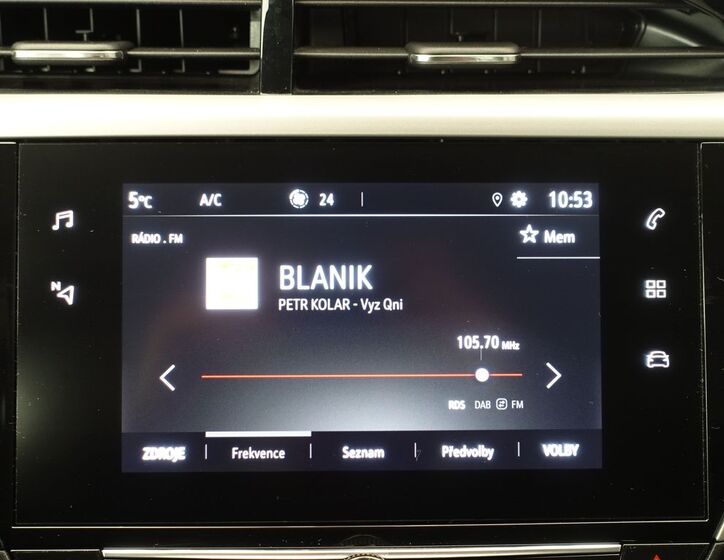 5°C A/C 24 10:53
RÁDIO . FM Mem
N
BLANIK
PETR KOLAR - Vyz Qni
105.70 MHz
RDS DAB FM
ZDROJE Frekvence Seznam Předvolby VOLBY